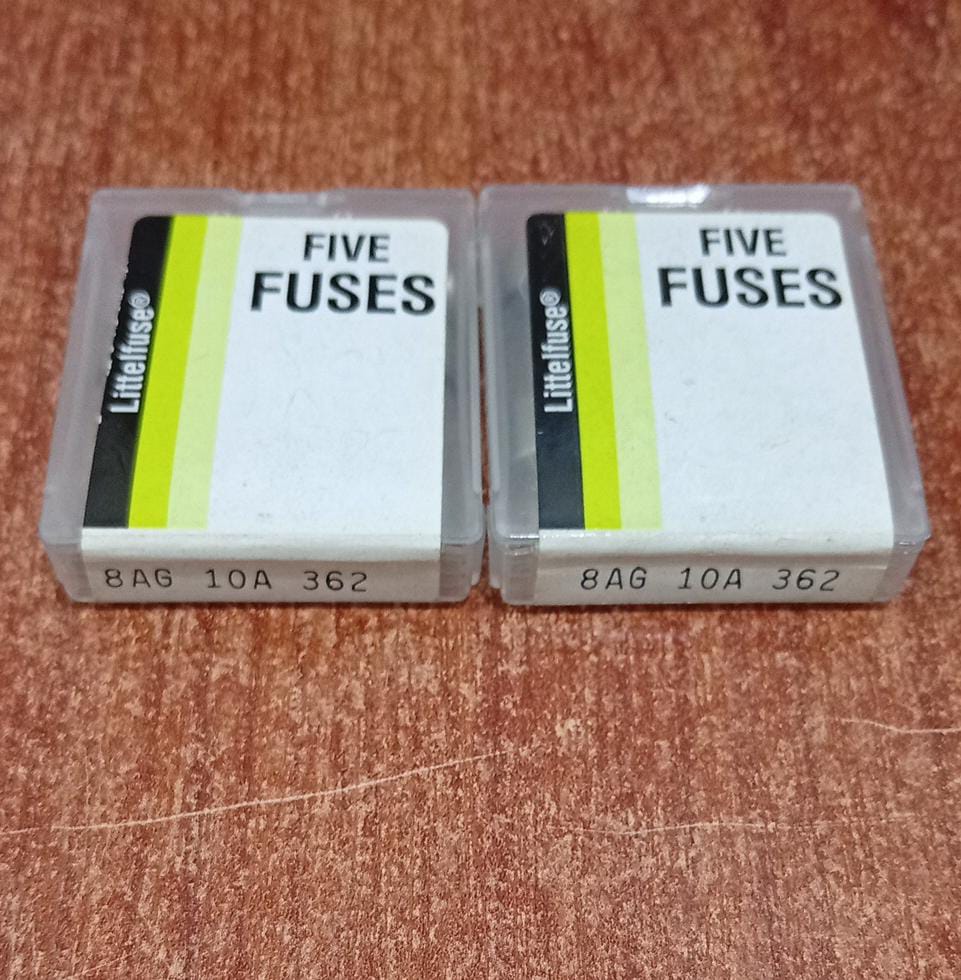 FIVE
FUSES
Littelfuse®
8AG 10A 362
FIVE
FUSES
Littelfuse®
8AG 10A 362